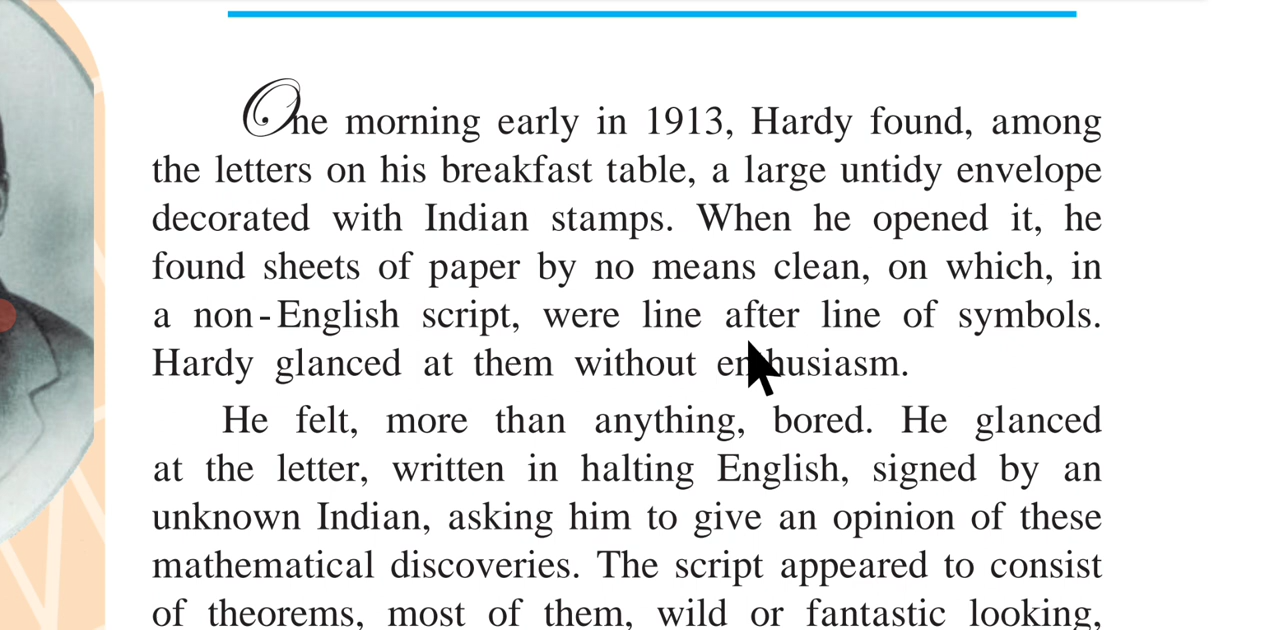 One morning early in 1913, Hardy found, among
the letters on his breakfast table, a large untidy envelope
decorated with Indian stamps. When he opened it, he
found sheets of paper by no means clean, on which, in
a non-English script, were line after line of symbols.
Hardy glanced at them without enthusiasm.
He felt, more than anything, bored. He glanced
at the letter, written in halting English, signed by an
unknown Indian, asking him to give an opinion of these
mathematical discoveries. The script appeared to consist
of theorems, most of them, wild or fantastic looking,